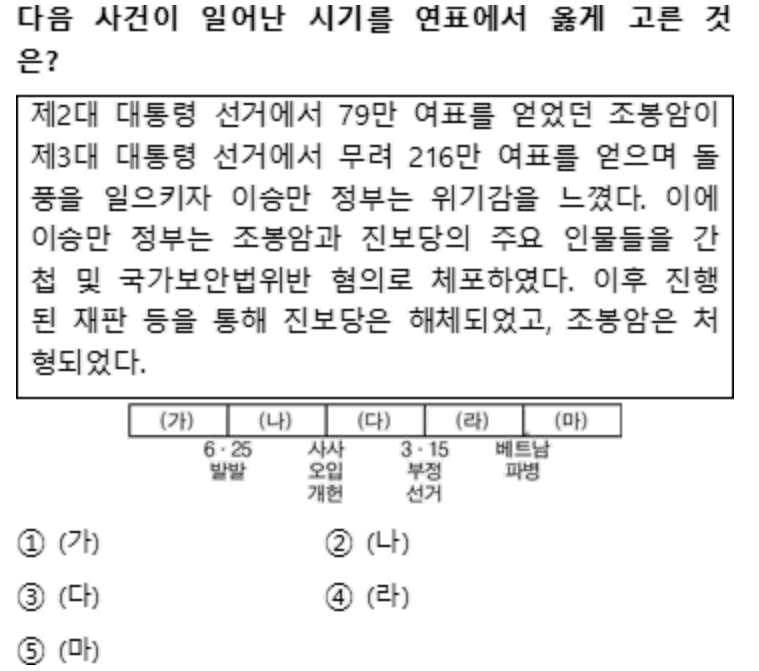 다음 사건이 일어난 시기를 연표에서 옳게 고른 것
은?
제2대 대통령 선거에서 79만 여표를 얻었던 조봉암이
제3대 대통령 선거에서 무려 216만 여표를 얻으며 돌
풍을 일으키자 이승만 정부는 위기감을 느꼈다. 이에
이승만 정부는 조봉암과 진보당의 주요 인물들을 간
첩 및 국가보안법위반 혐의로 체포하였다. 이후 진행
된 재판 등을 통해 진보당은 해체되었고, 조봉암은 처
형되었다.
(가) (나) (다) (라) (마)
6·25 사사 3·15 베트남
발발 오입 부정 파병
개헌 선거
① (가) ② (나)
③ (다) ④ (라)
⑤ (마)